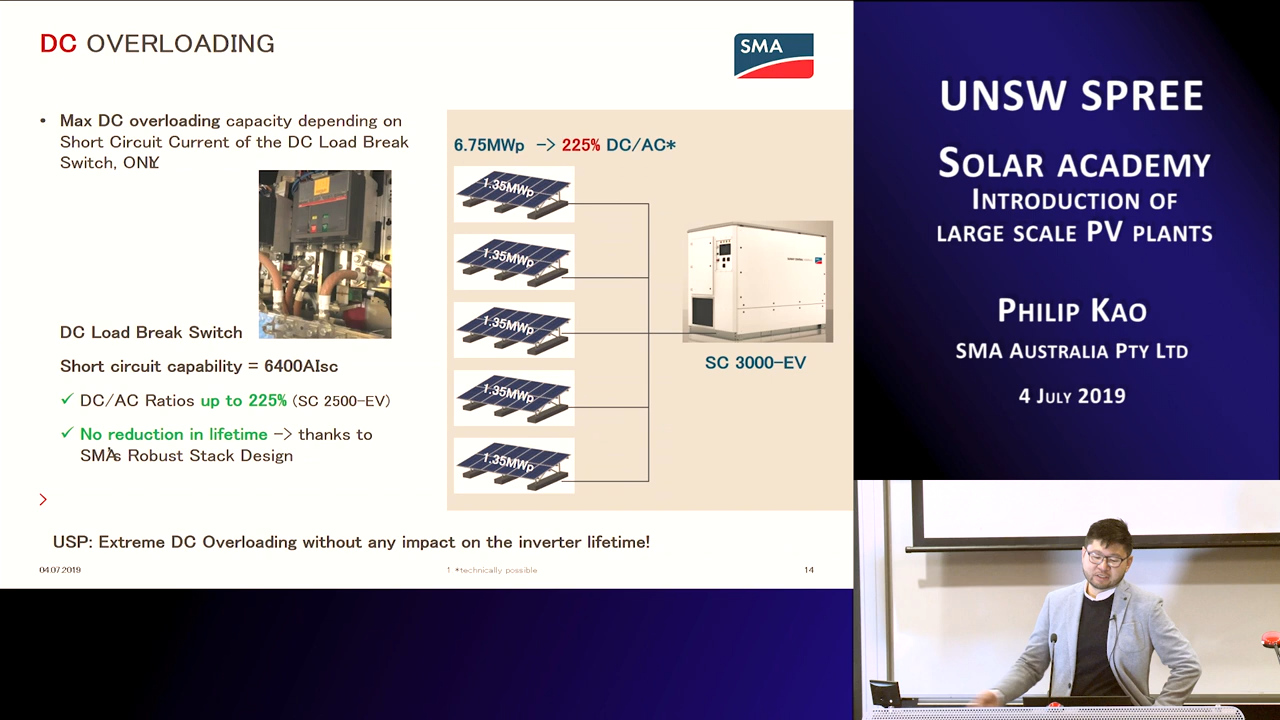 DC OVERLOADING
SMA
• Max DC overloading capacity depending on
Short Circuit Current of the DC Load Break
Switch, ONLY
DC Load Break Switch
Short circuit capability = 6400AIsc
✓ DC/AC Ratios up to 225% (SC 2500-EV)
✓ No reduction in lifetime -> thanks to
SMA's Robust Stack Design
>
6.75MWp -> 225% DC/AC*
1.35MWp
1.35MWp
1.35MWp
1.35MWp
1.35MWp
SC 3000-EV
USP: Extreme DC Overloading without any impact on the inverter lifetime!
04.07.2019
1 *technically possible
14
UNSW SPREE
SOLAR ACADEMY
INTRODUCTION OF
LARGE SCALE PV PLANTS
PHILIP KAO
SMA AUSTRALIA PTY LTD
4 JULY 2019